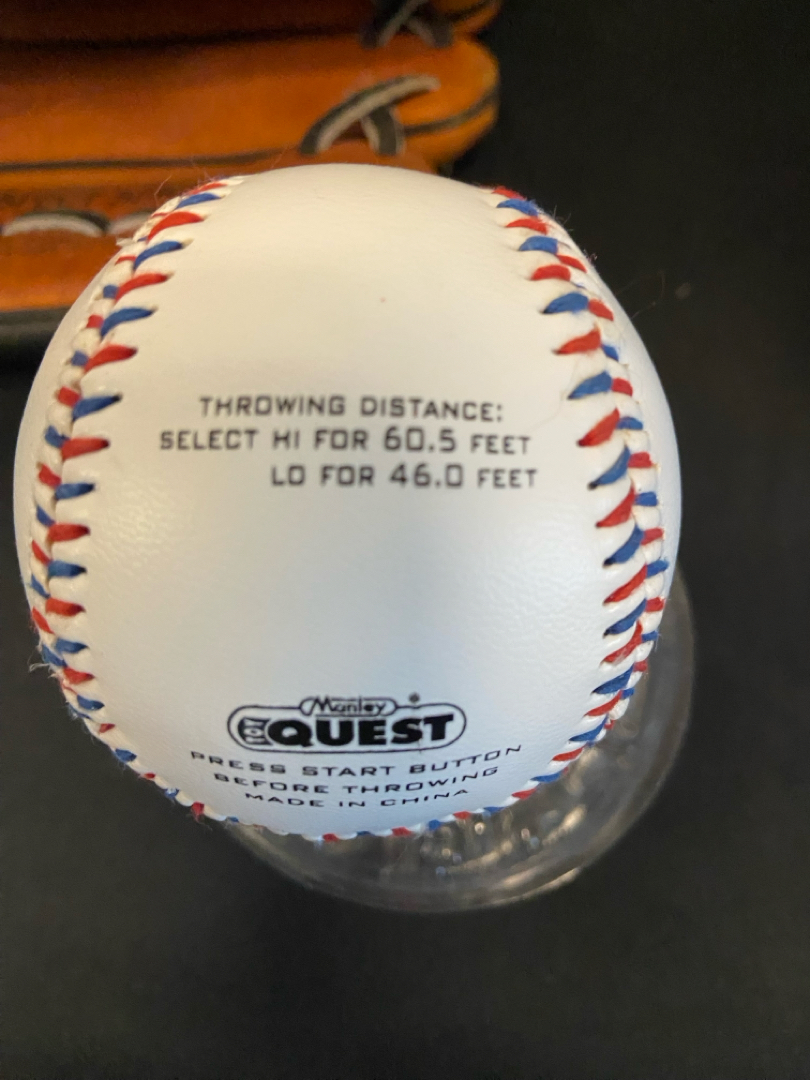 THROWING DISTANCE:
SELECT HI FOR 60.5 FEET
LO FOR 46.0 FEET
Manley ®
TOY QUEST
PRESS START BUTTON
BEFORE THROWING
MADE IN CHINA